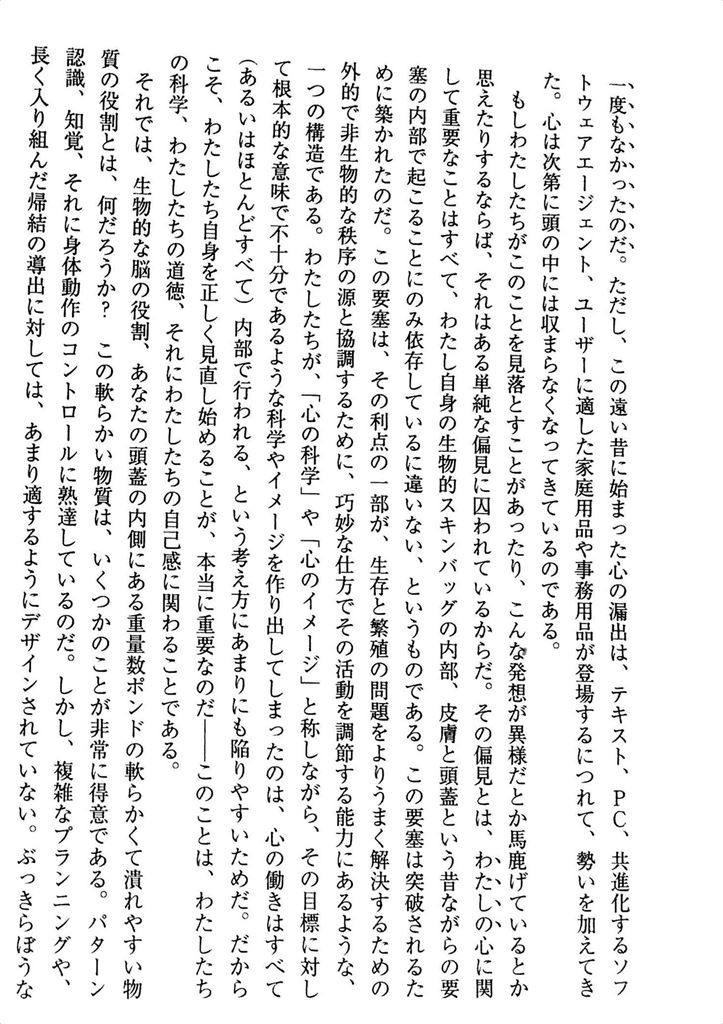 一度もなかったのだ。ただし、この遠い昔に始まった心の漏出は、テキスト、PC、共進化するソフ
トウェアエージェント、ユーザーに適した家庭用品や事務用品が登場するにつれて、勢いを加えてき
た。心は次第に頭の中には収まらなくなってきているのである。
もしわたしたちがこのことを見落とすことがあったり、こんな発想が異様だとか馬鹿げているとか
思えたりするならば、それはある単純な偏見に囚われているからだ。その偏見とは、わたしの心に関
して重要なことはすべて、わたし自身の生物的スキンバッグの内部、皮膚と頭蓋という昔ながらの要
塞の内部で起こることにのみ依存しているに違いない、というものである。この要塞は突破されるた
めに築かれたのだ。この要塞は、その利点の一部が、生存と繁殖の問題をよりうまく解決するための
外的で非生物的な秩序の源と協調するために、巧妙な仕方でその活動を調節する能力にあるような、
一つの構造である。わたしたちが、「心の科学」や「心のイメージ」と称しながら、その目標に対し
て根本的な意味で不十分であるような科学やイメージを作り出してしまったのは、心の働きはすべて
（あるいはほとんどすべて）内部で行われる、という考え方にあまりにも陥りやすいためだ。だから
こそ、わたしたち自身を正しく見直し始めることが、本当に重要なのだ――このことは、わたしたち
の科学、わたしたちの道徳、それにわたしたちの自己感に関わることである。
それでは、生物的な脳の役割、あなたの頭蓋の内側にある重量数ポンドの軟らかくて潰れやすい物
質の役割とは、何だろうか？　この軟らかい物質は、いくつかのことが非常に得意である。パターン
認識、知覚、それに身体動作のコントロールに熟達しているのだ。しかし、複雑なプランニングや、
長く入り組んだ帰結の導出に対しては、あまり適するようにデザインされていない。ぶっきらぼうな